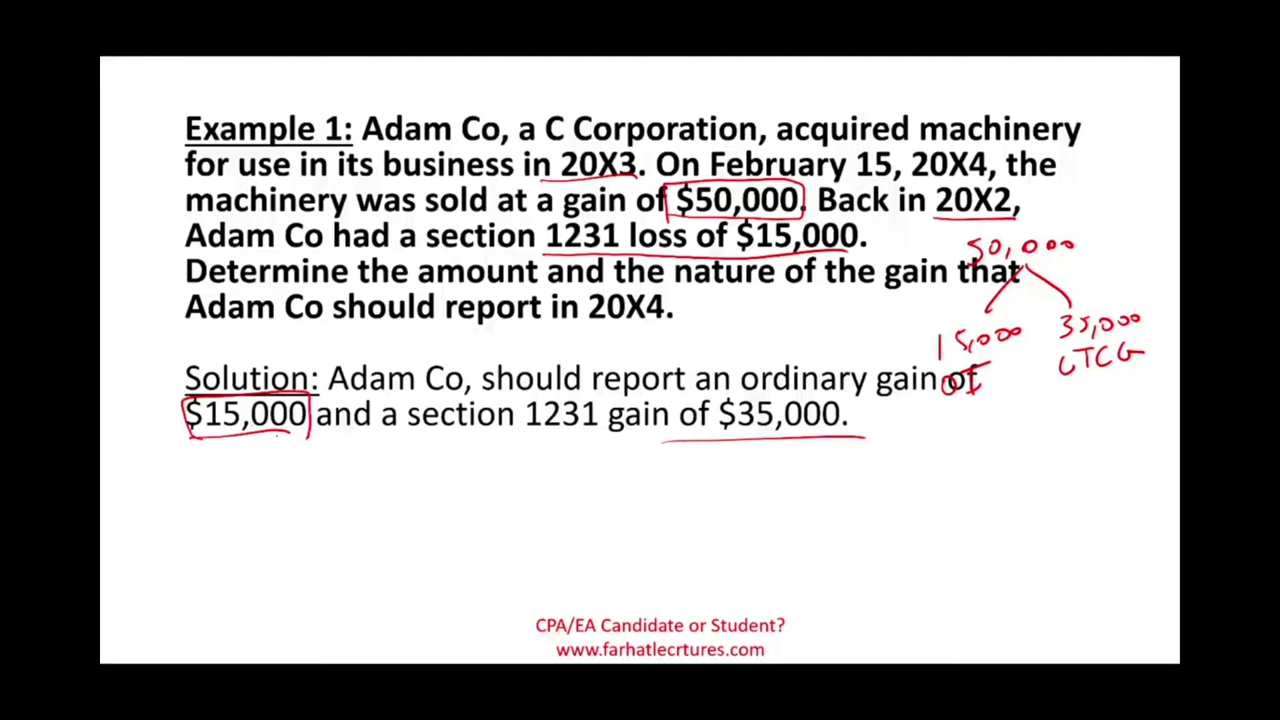 Example 1: Adam Co, a C Corporation, acquired machinery
for use in its business in 20X3. On February 15, 20X4, the
machinery was sold at a gain of $50,000. Back in 20X2,
Adam Co had a section 1231 loss of $15,000.
50,000
Determine the amount and the nature of the gain that
Adam Co should report in 20X4.
15,000 35,000
LTCG
OI
Solution: Adam Co, should report an ordinary gain of
$15,000 and a section 1231 gain of $35,000.
CPA/EA Candidate or Student?
www.farhatlecrtures.com